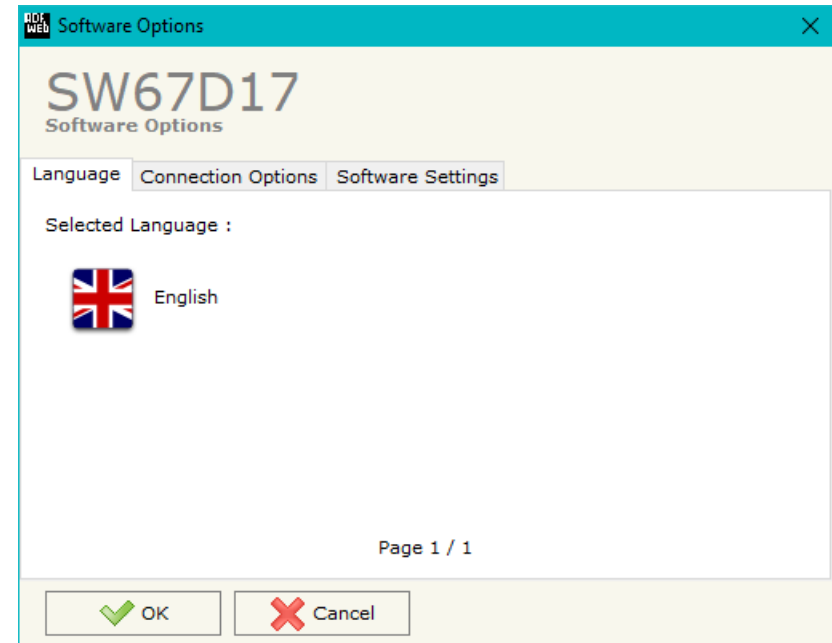 ADF
WEB
Software Options
SW67D17
Software Options
Language Connection Options Software Settings
Selected Language :
English
Page 1 / 1
OK Cancel